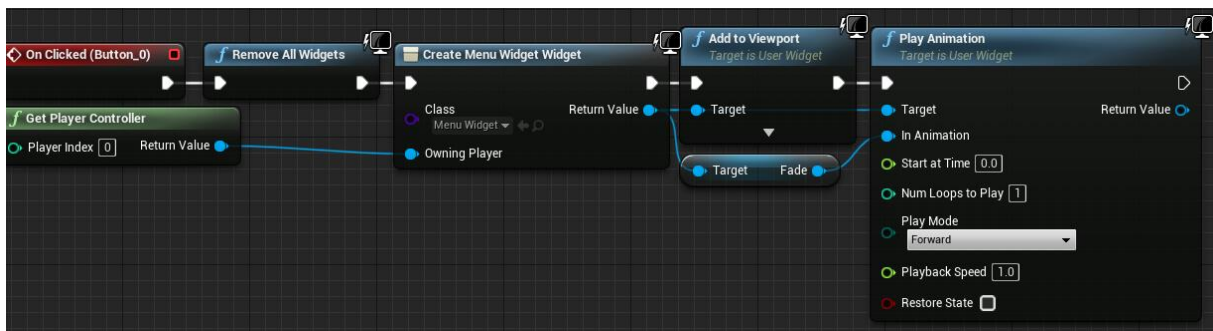 On Clicked (Button_0)
Get Player Controller
Player Index 0 Return Value
f Remove All Widgets
Create Menu Widget Widget
Class Return Value
Menu Widget
Owning Player
f Add to Viewport
Target is User Widget
Target
Target Fade
f Play Animation
Target is User Widget
Target Return Value
In Animation
Start at Time 0.0
Num Loops to Play 1
Play Mode
Forward
Playback Speed 1.0
Restore State